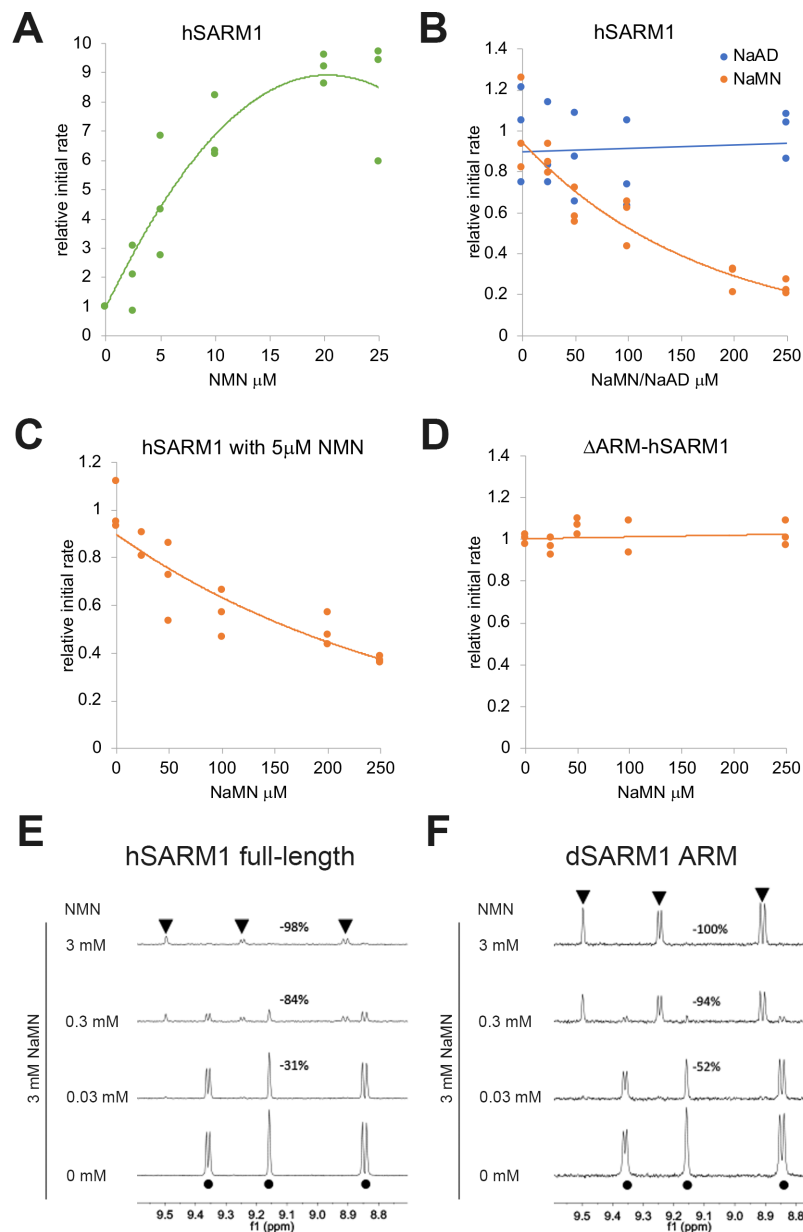 A
hSARM1
relative initial rate
10
9
8
7
6
5
4
3
2
1
0
0 5 10 15 20 25
NMN μM
B
hSARM1
NaAD
NaMN
relative initial rate
1.4
1.2
1
0.8
0.6
0.4
0.2
0
0 50 100 150 200 250
NaMN/NaAD μM
C
hSARM1 with 5μM NMN
relative initial rate
1.2
1
0.8
0.6
0.4
0.2
0
0 50 100 150 200 250
NaMN μM
D
ΔARM-hSARM1
relative initial rate
1.4
1.2
1
0.8
0.6
0.4
0.2
0
0 50 100 150 200 250
NaMN μM
E
hSARM1 full-length
3 mM NaMN
NMN
3 mM
-98%
0.3 mM
-84%
0.03 mM
-31%
0 mM
9.5 9.4 9.3 9.2 9.1 9.0 8.9 8.8
f1 (ppm)
F
dSARM1 ARM
3 mM NaMN
NMN
3 mM
-100%
0.3 mM
-94%
0.03 mM
-52%
0 mM
9.5 9.4 9.3 9.2 9.1 9.0 8.9 8.8
f1 (ppm)